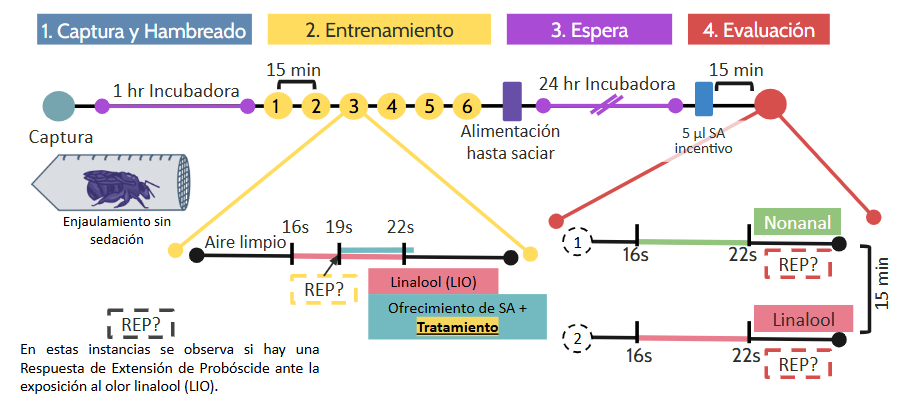 1. Captura y Hambreado
2. Entrenamiento
3. Espera
4. Evaluación
15 min
15 min
1 hr Incubadora
24 hr Incubadora
1
2
3
4
5
6
Captura
Alimentación
hasta saciar
5 µl SA
incentivo
Enjaulamiento sin
sedación
Aire limpio
16s
19s
22s
REP?
Linalool (LIO)
Ofrecimiento de SA +
Tratamiento
Nonanal
1
16s
22s
REP?
15 min
Linalool
2
16s
22s
REP?
REP?
En estas instancias se observa si hay una
Respuesta de Extensión de Probóscide ante la
exposición al olor linalool (LIO).